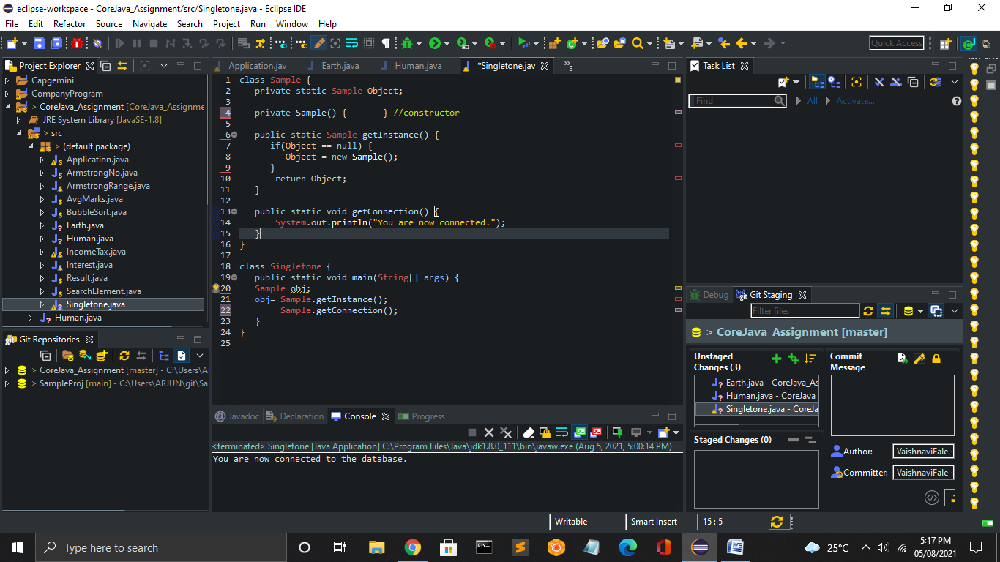 eclipse-workspace - CoreJava_Assignment/src/Singletone.java - Eclipse IDE
File Edit Refactor Source Navigate Search Project Run Window Help
Quick Access
Project Explorer
Capgemini
CompanyProgram
> CoreJava_Assignment [CoreJava_Assignme
JRE System Library [JavaSE-1.8]
> src
> (default package)
Application.java
ArmstrongNo.java
ArmstrongRange.java
AvgMarks.java
BubbleSort.java
Earth.java
Human.java
IncomeTax.java
Interest.java
Result.java
SearchElement.java
Singletone.java
Human.java
Git Repositories
> CoreJava_Assignment [master] - C:\Users\A
> SampleProj [main] - C:\Users\ARJUN\git\Sa
Application.jav Earth.java Human.java *Singletone.jav »3
1 class Sample {
2 private static Sample Object;
3
4 private Sample() { } //constructor
5
6 public static Sample getInstance() {
7 if(Object == null) {
8 Object = new Sample();
9 }
10 return Object;
11 }
12
13 public static void getConnection() {
14 System.out.println("You are now connected.");
15 }
16 }
17
18 class Singletone {
19 public static void main(String[] args) {
20 Sample obj;
21 obj= Sample.getInstance();
22 Sample.getConnection();
23 }
24 }
25
Javadoc Declaration Console Progress
<terminated> Singletone [Java Application] C:\Program Files\Java\jdk1.8.0_111\bin\javaw.exe (Aug 5, 2021, 5:00:14 PM)
You are now connected to the database.
Task List
Find All Activate...
Debug Git Staging
Filter files
> CoreJava_Assignment [master]
Unstaged Changes (3)
Earth.java - CoreJava_As
Human.java - CoreJava_
Singletone.java - CoreJa
Staged Changes (0)
Commit Message
Author: VaishnaviFale
Committer: VaishnaviFale
Writable Smart Insert 15 : 5
Type here to search
25°C
5:17 PM
05/08/2021